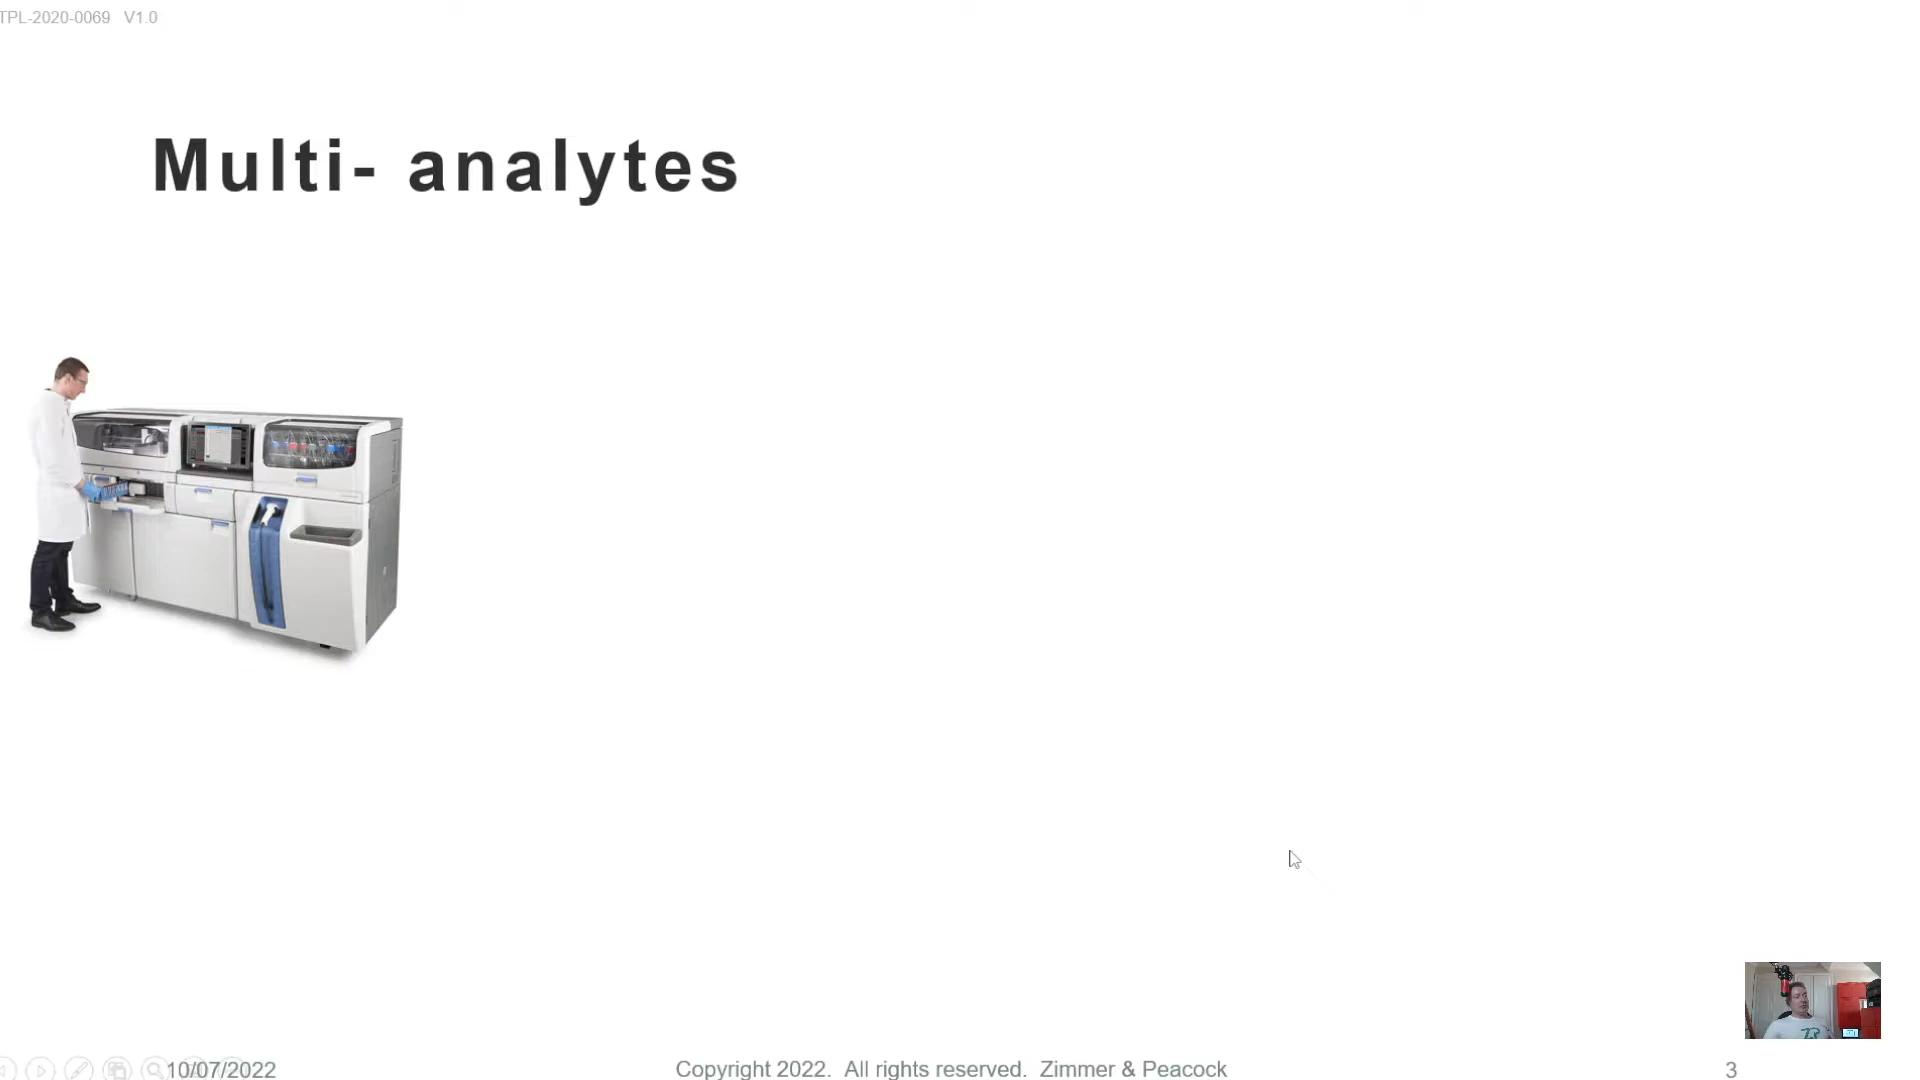 TPL-2020-0069 V1.0
Multi- analytes
10/07/2022
Copyright 2022. All rights reserved. Zimmer & Peacock
3